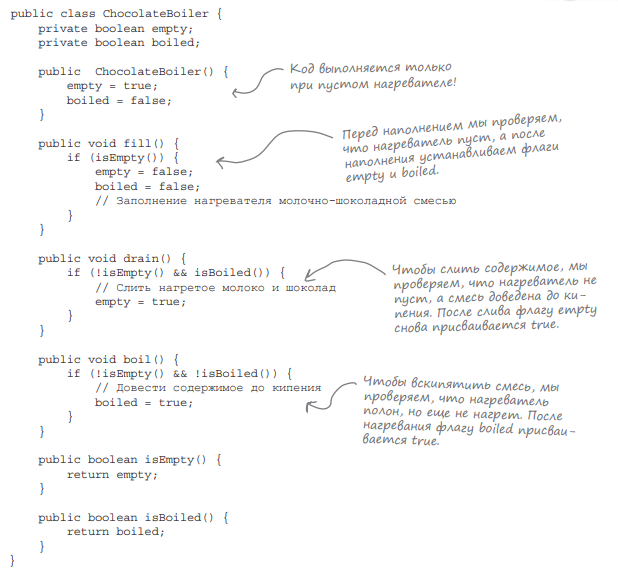 public class ChocolateBoiler {
    private boolean empty;
    private boolean boiled;

    public  ChocolateBoiler() {
        empty = true;
        boiled = false;
    }
Код выполняется только
при пустом нагревателе!

    public void fill() {
        if (isEmpty()) {
            empty = false;
            boiled = false;
            // Заполнение нагревателя молочно-шоколадной смесью
        }
    }
Перед наполнением мы проверяем,
что нагреватель пуст, а после
наполнения устанавливаем флаги
empty и boiled.

    public void drain() {
        if (!isEmpty() && isBoiled()) {
            // Слить нагретое молоко и шоколад
            empty = true;
        }
    }
Чтобы слить содержимое, мы
проверяем, что нагреватель не
пуст, а смесь доведена до ки-
пения. После слива флагу empty
снова присваивается true.

    public void boil() {
        if (!isEmpty() && !isBoiled()) {
            // Довести содержимое до кипения
            boiled = true;
        }
    }
Чтобы вскипятить смесь, мы
проверяем, что нагреватель
полон, но еще не нагрет. После
нагревания флагу boiled присваи-
вается true.

    public boolean isEmpty() {
        return empty;
    }

    public boolean isBoiled() {
        return boiled;
    }
}